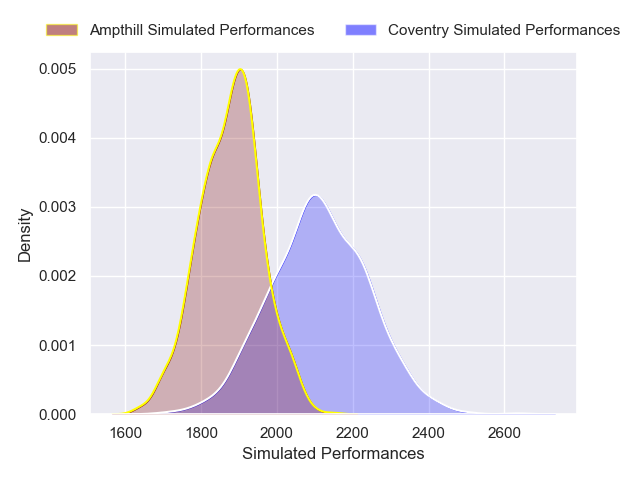 Ampthill Simulated Performances Coventry Simulated Performances
0.005
0.004
0.003
0.002
0.001
0.000
Density
1600 1800 2000 2200 2400 2600
Simulated Performances